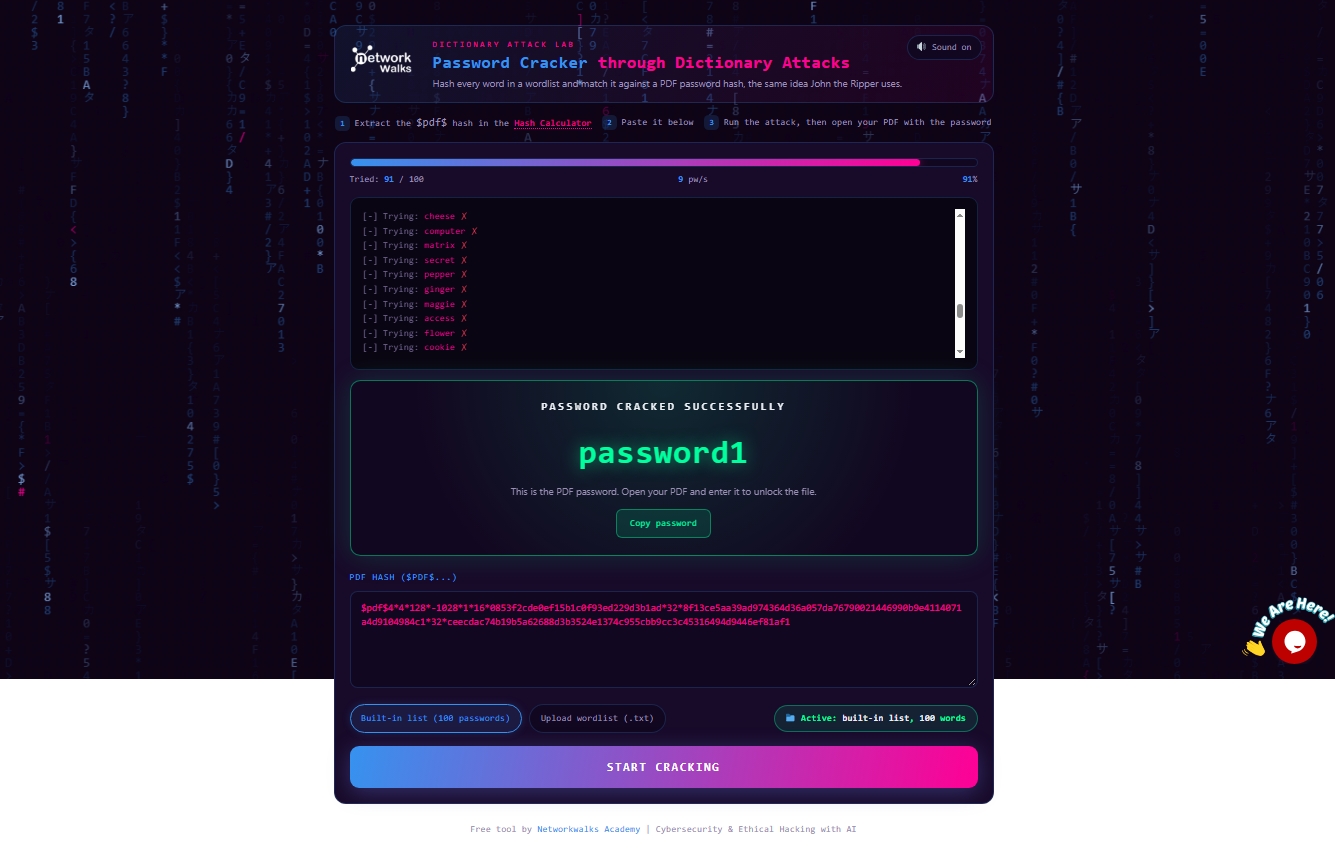 network
walks
DICTIONARY ATTACK LAB
Password Cracker through Dictionary Attacks
Hash every word in a wordlist and match it against a PDF password hash, the same idea John the Ripper uses.
Sound on
1 Extract the $pdf$ hash in the Hash Calculator 2 Paste it below 3 Run the attack, then open your PDF with the password
Tried: 91 / 100 9 pw/s 91%
[-] Trying: cheese ✗
[-] Trying: computer ✗
[-] Trying: matrix ✗
[-] Trying: secret ✗
[-] Trying: pepper ✗
[-] Trying: ginger ✗
[-] Trying: maggie ✗
[-] Trying: access ✗
[-] Trying: flower ✗
[-] Trying: cookie ✗
PASSWORD CRACKED SUCCESSFULLY
password1
This is the PDF password. Open your PDF and enter it to unlock the file.
Copy password
PDF HASH ($PDF$...)
$pdf$4*4*128*-1028*1*16*0853f2cde0ef15b1c0f93ed229d3b1ad*32*8f13ce5aa39ad974364d36a057da76790021446990b9e4114071
a4d9104984c1*32*ceecdac74b19b5a62688d3b3524e1374c955cbb9cc3c45316494d9446ef81af1
Built-in list (100 passwords) Upload wordlist (.txt) Active: built-in list, 100 words
START CRACKING
We Are Here!
Free tool by Networkwalks Academy | Cybersecurity & Ethical Hacking with AI